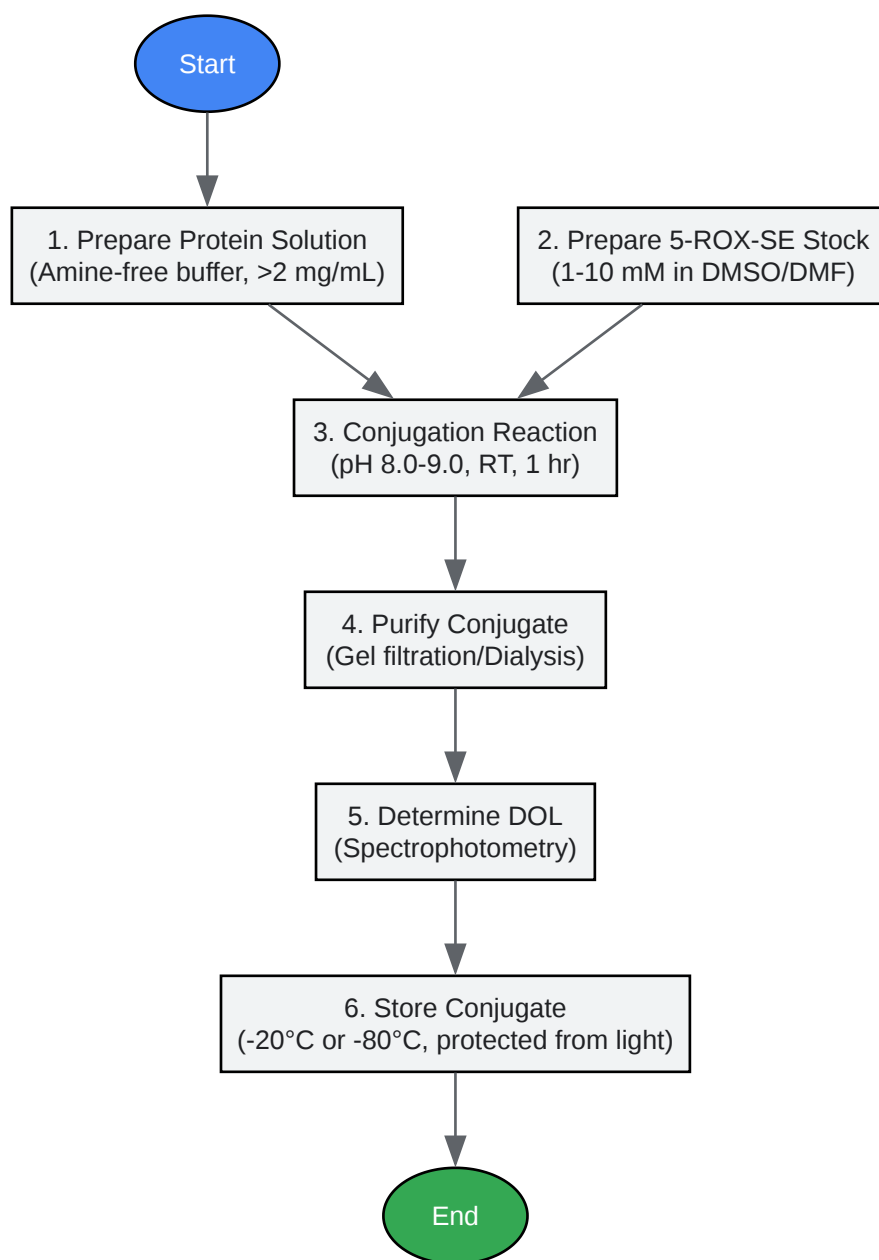 Start
1. Prepare Protein Solution
(Amine-free buffer, >2 mg/mL)
2. Prepare 5-ROX-SE Stock
(1-10 mM in DMSO/DMF)
3. Conjugation Reaction
(pH 8.0-9.0, RT, 1 hr)
4. Purify Conjugate
(Gel filtration/Dialysis)
5. Determine DOL
(Spectrophotometry)
6. Store Conjugate
(-20°C or -80°C, protected from light)
End